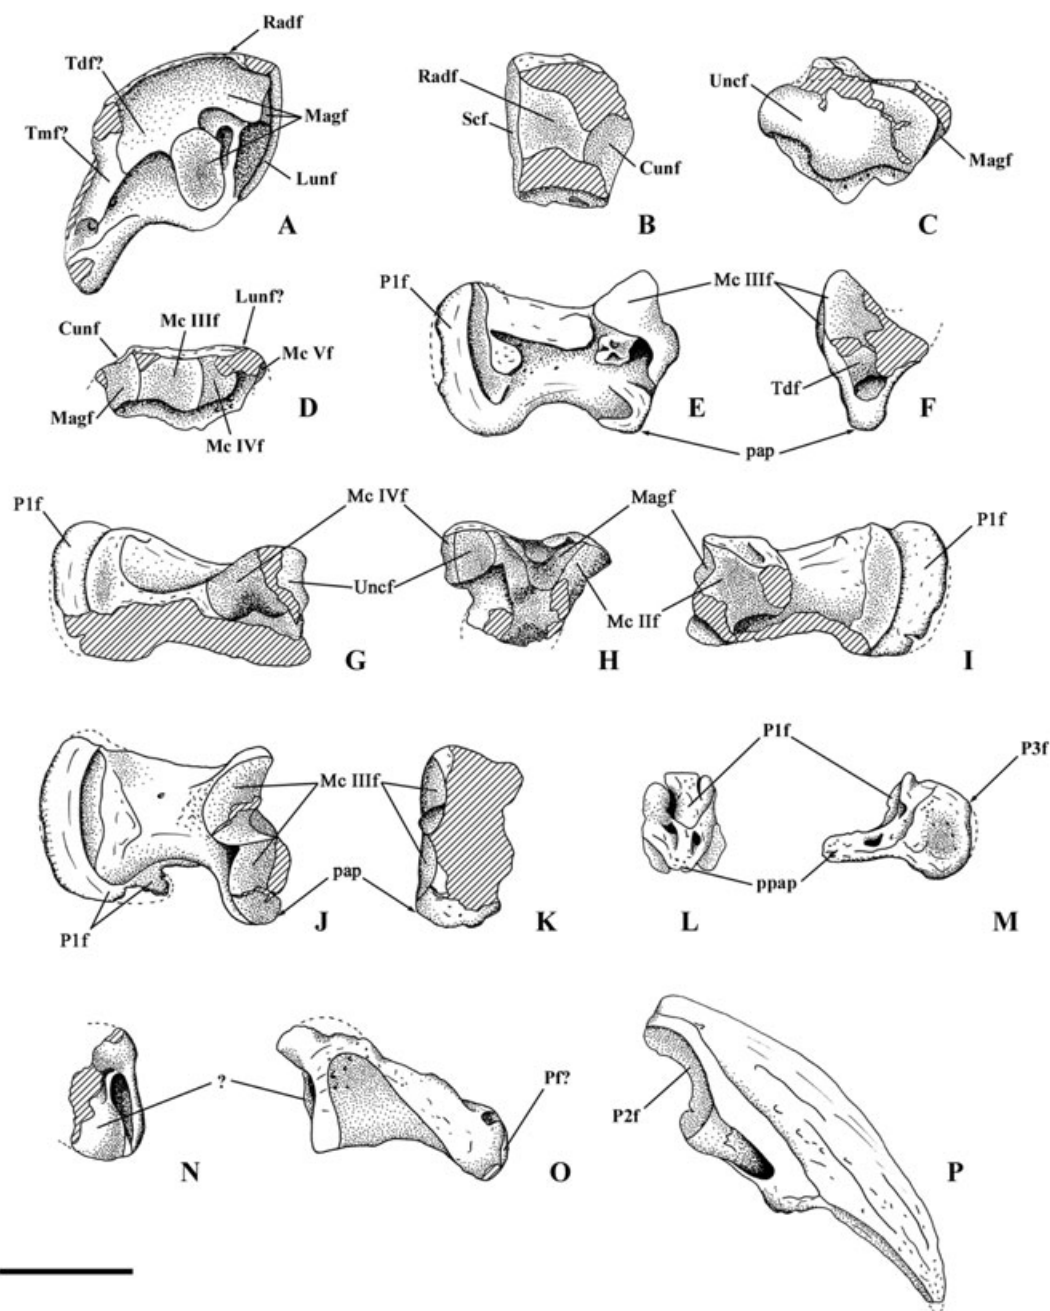 Radf
Tdf?
Tmf?
Magf
Lunf
A
Radf
Scf
Cunf
B
Uncf
Magf
C
Lunf?
Mc IIIf
Cunf
Mc Vf
Magf
Mc IVf
D
P1f
Mc IIIf
E
Tdf
F
pap
P1f
Mc IVf
Uncf
G
Magf
Mc IIf
H
P1f
I
Mc IIIf
P1f
J
pap
K
P1f
P3f
ppap
L
M
?
N
Pf?
O
P2f
P